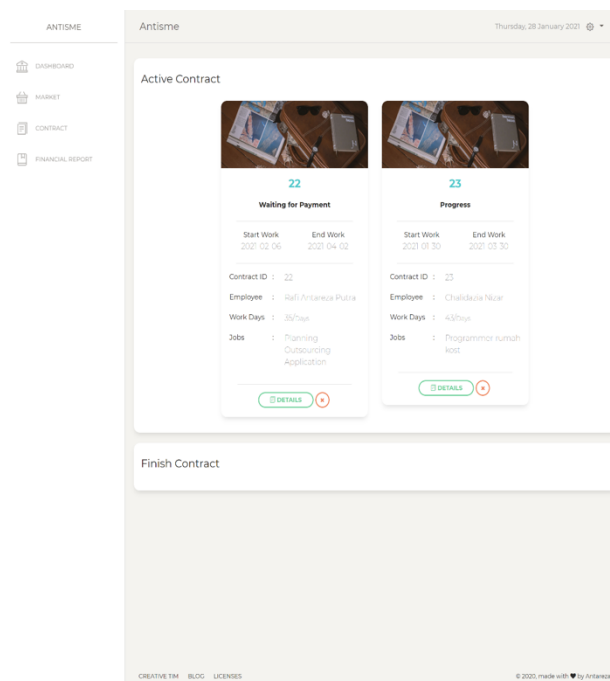 ANTISME
Antisme
Thursday, 28 January 2021
DASHBOARD
MARKET
CONTRACT
FINANCIAL REPORT
Active Contract
22
Waiting for Payment
Start Work End Work
2021-02-06 2021-04-02
Contract ID : 22
Employee : Rafi Antareza Putra
Work Days : 35/Days
Jobs : Planning
Outsourcing
Application
DETAILS
23
Progress
Start Work End Work
2021-01-30 2021-03-30
Contract ID : 23
Employee : Chalidazia Nizar
Work Days : 43/Days
Jobs : Programmer rumah
kost
DETAILS
Finish Contract
CREATIVE TIM BLOG LICENSES
© 2020, made with ♥ by Antareza